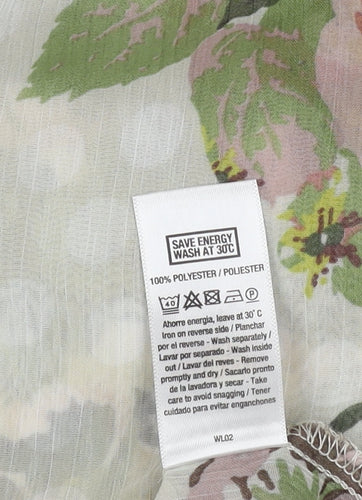 SAVE ENERGY
WASH AT 30°C
100% POLYESTER / POLIESTER
40 P
Ahorre energia, leave at 30° C
Iron on reverse side / Planchar
por el reverse - Wash separately /
Lavar por separado - Wash inside
out / Lavar del reves - Remove
promptly and dry / Sacarlo pronto
de la lavadora y secar - Take
care to avoid snagging / Tener
cuidado para evitar enganchones
WL02